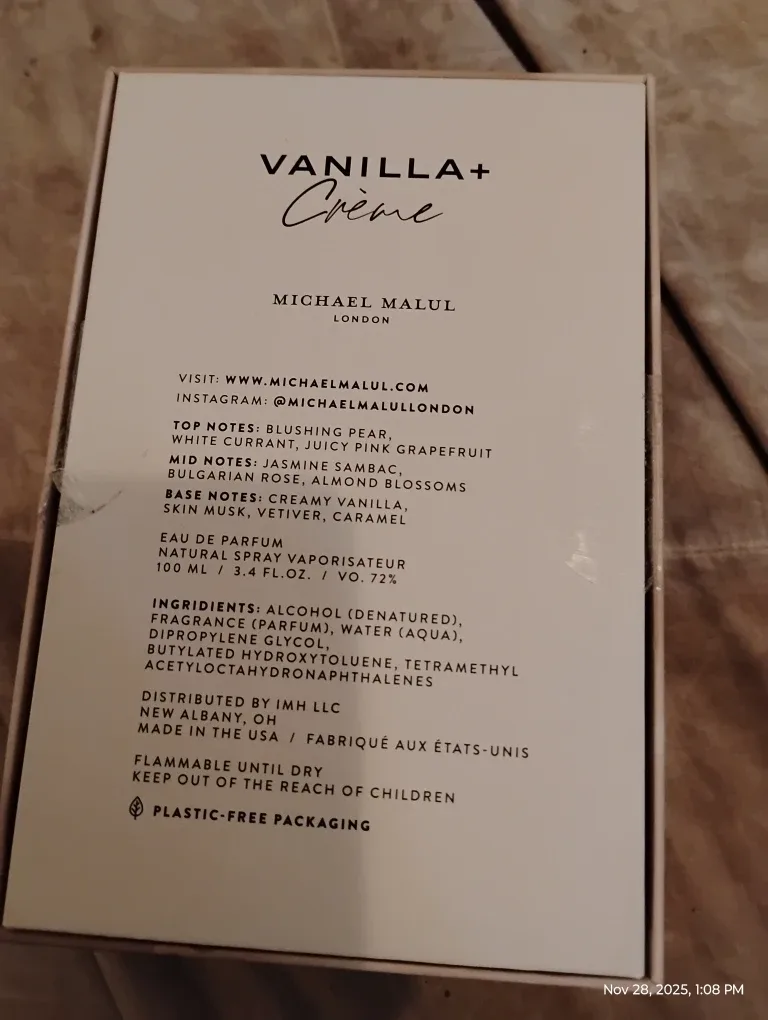 VANILLA+
Crème
MICHAEL MALUL
LONDON
VISIT: WWW.MICHAELMALUL.COM
INSTAGRAM: @MICHAELMALULLONDON
TOP NOTES: BLUSHING PEAR,
WHITE CURRANT, JUICY PINK GRAPEFRUIT
MID NOTES: JASMINE SAMBAC,
BULGARIAN ROSE, ALMOND BLOSSOMS
BASE NOTES: CREAMY VANILLA,
SKIN MUSK, VETIVER, CARAMEL
EAU DE PARFUM
NATURAL SPRAY VAPORISATEUR
100 ML / 3.4 FL.OZ. / VO. 72%
INGRIDIENTS: ALCOHOL (DENATURED),
FRAGRANCE (PARFUM), WATER (AQUA),
DIPROPYLENE GLYCOL,
BUTYLATED HYDROXYTOLUENE, TETRAMETHYL
ACETYLOCTAHYDRONAPHTHALENES
DISTRIBUTED BY IMH LLC
NEW ALBANY, OH
MADE IN THE USA / FABRIQUÉ AUX ÉTATS-UNIS
FLAMMABLE UNTIL DRY
KEEP OUT OF THE REACH OF CHILDREN
PLASTIC-FREE PACKAGING
Nov 28, 2025, 1:08 PM